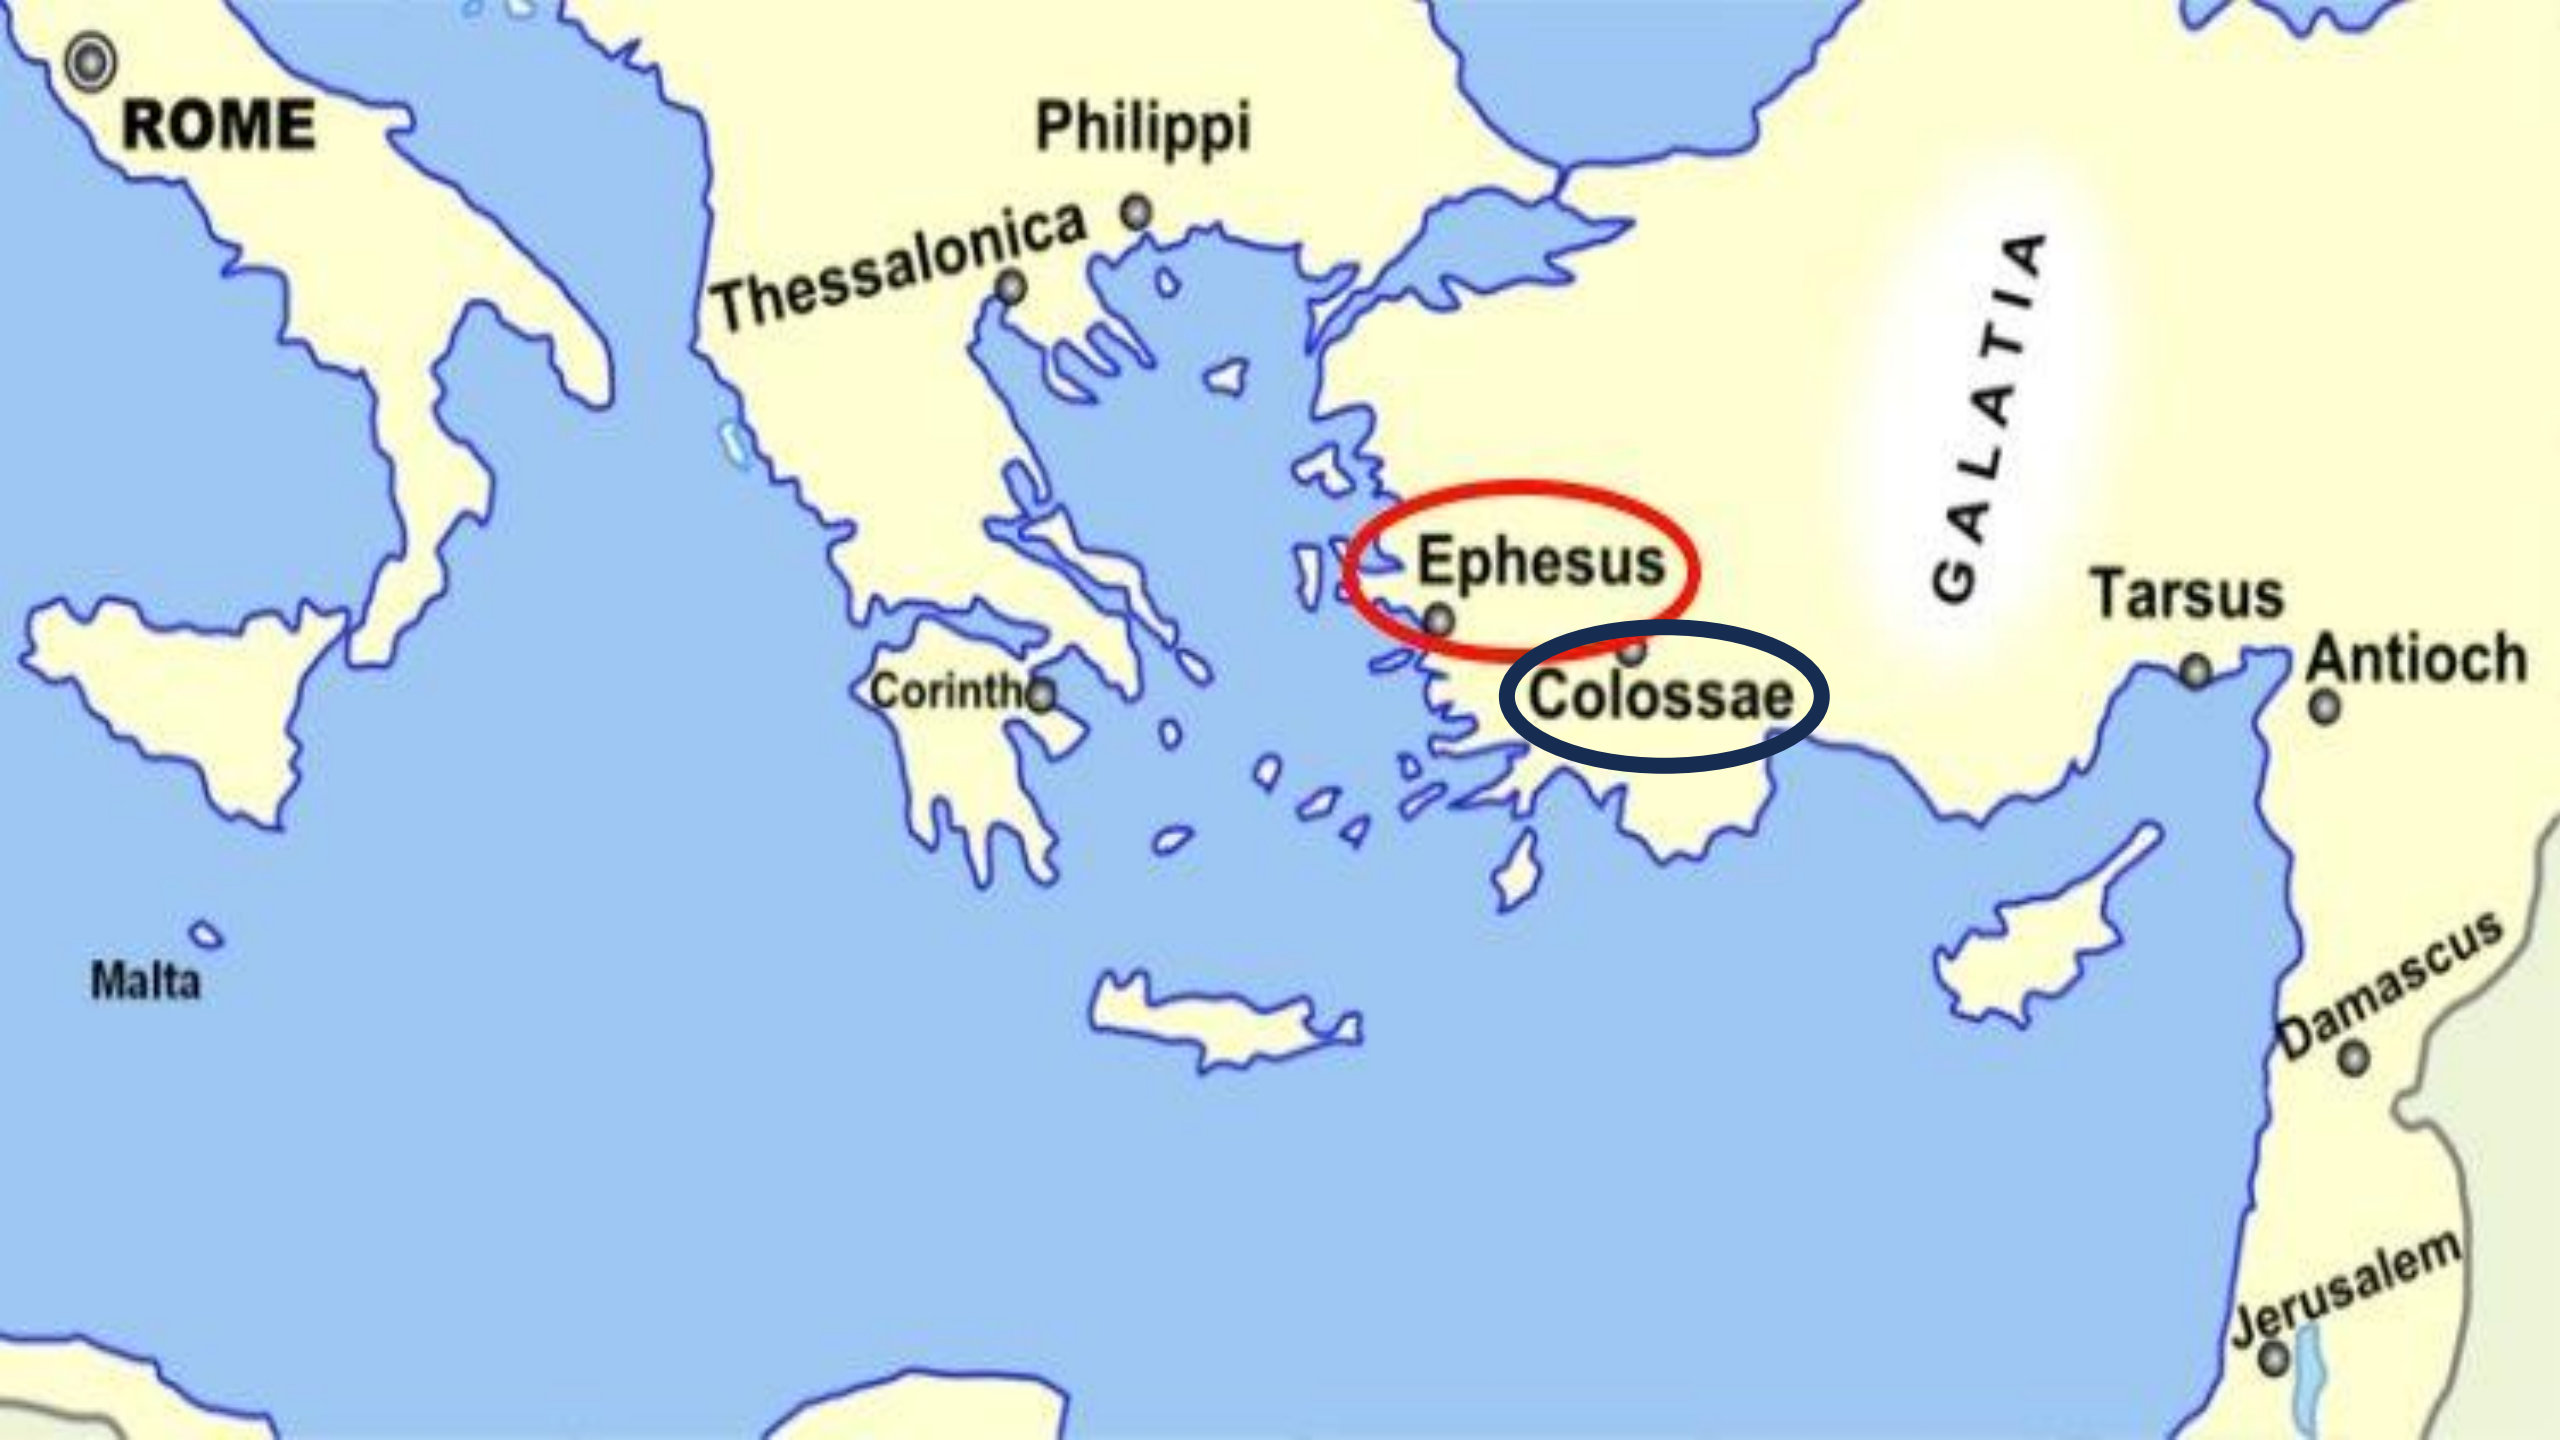 ROME
Philippi
Thessalonica
GALATIA
Ephesus
Tarsus
Antioch
Corinth
Colossae
Malta
Damascus
Jerusalem